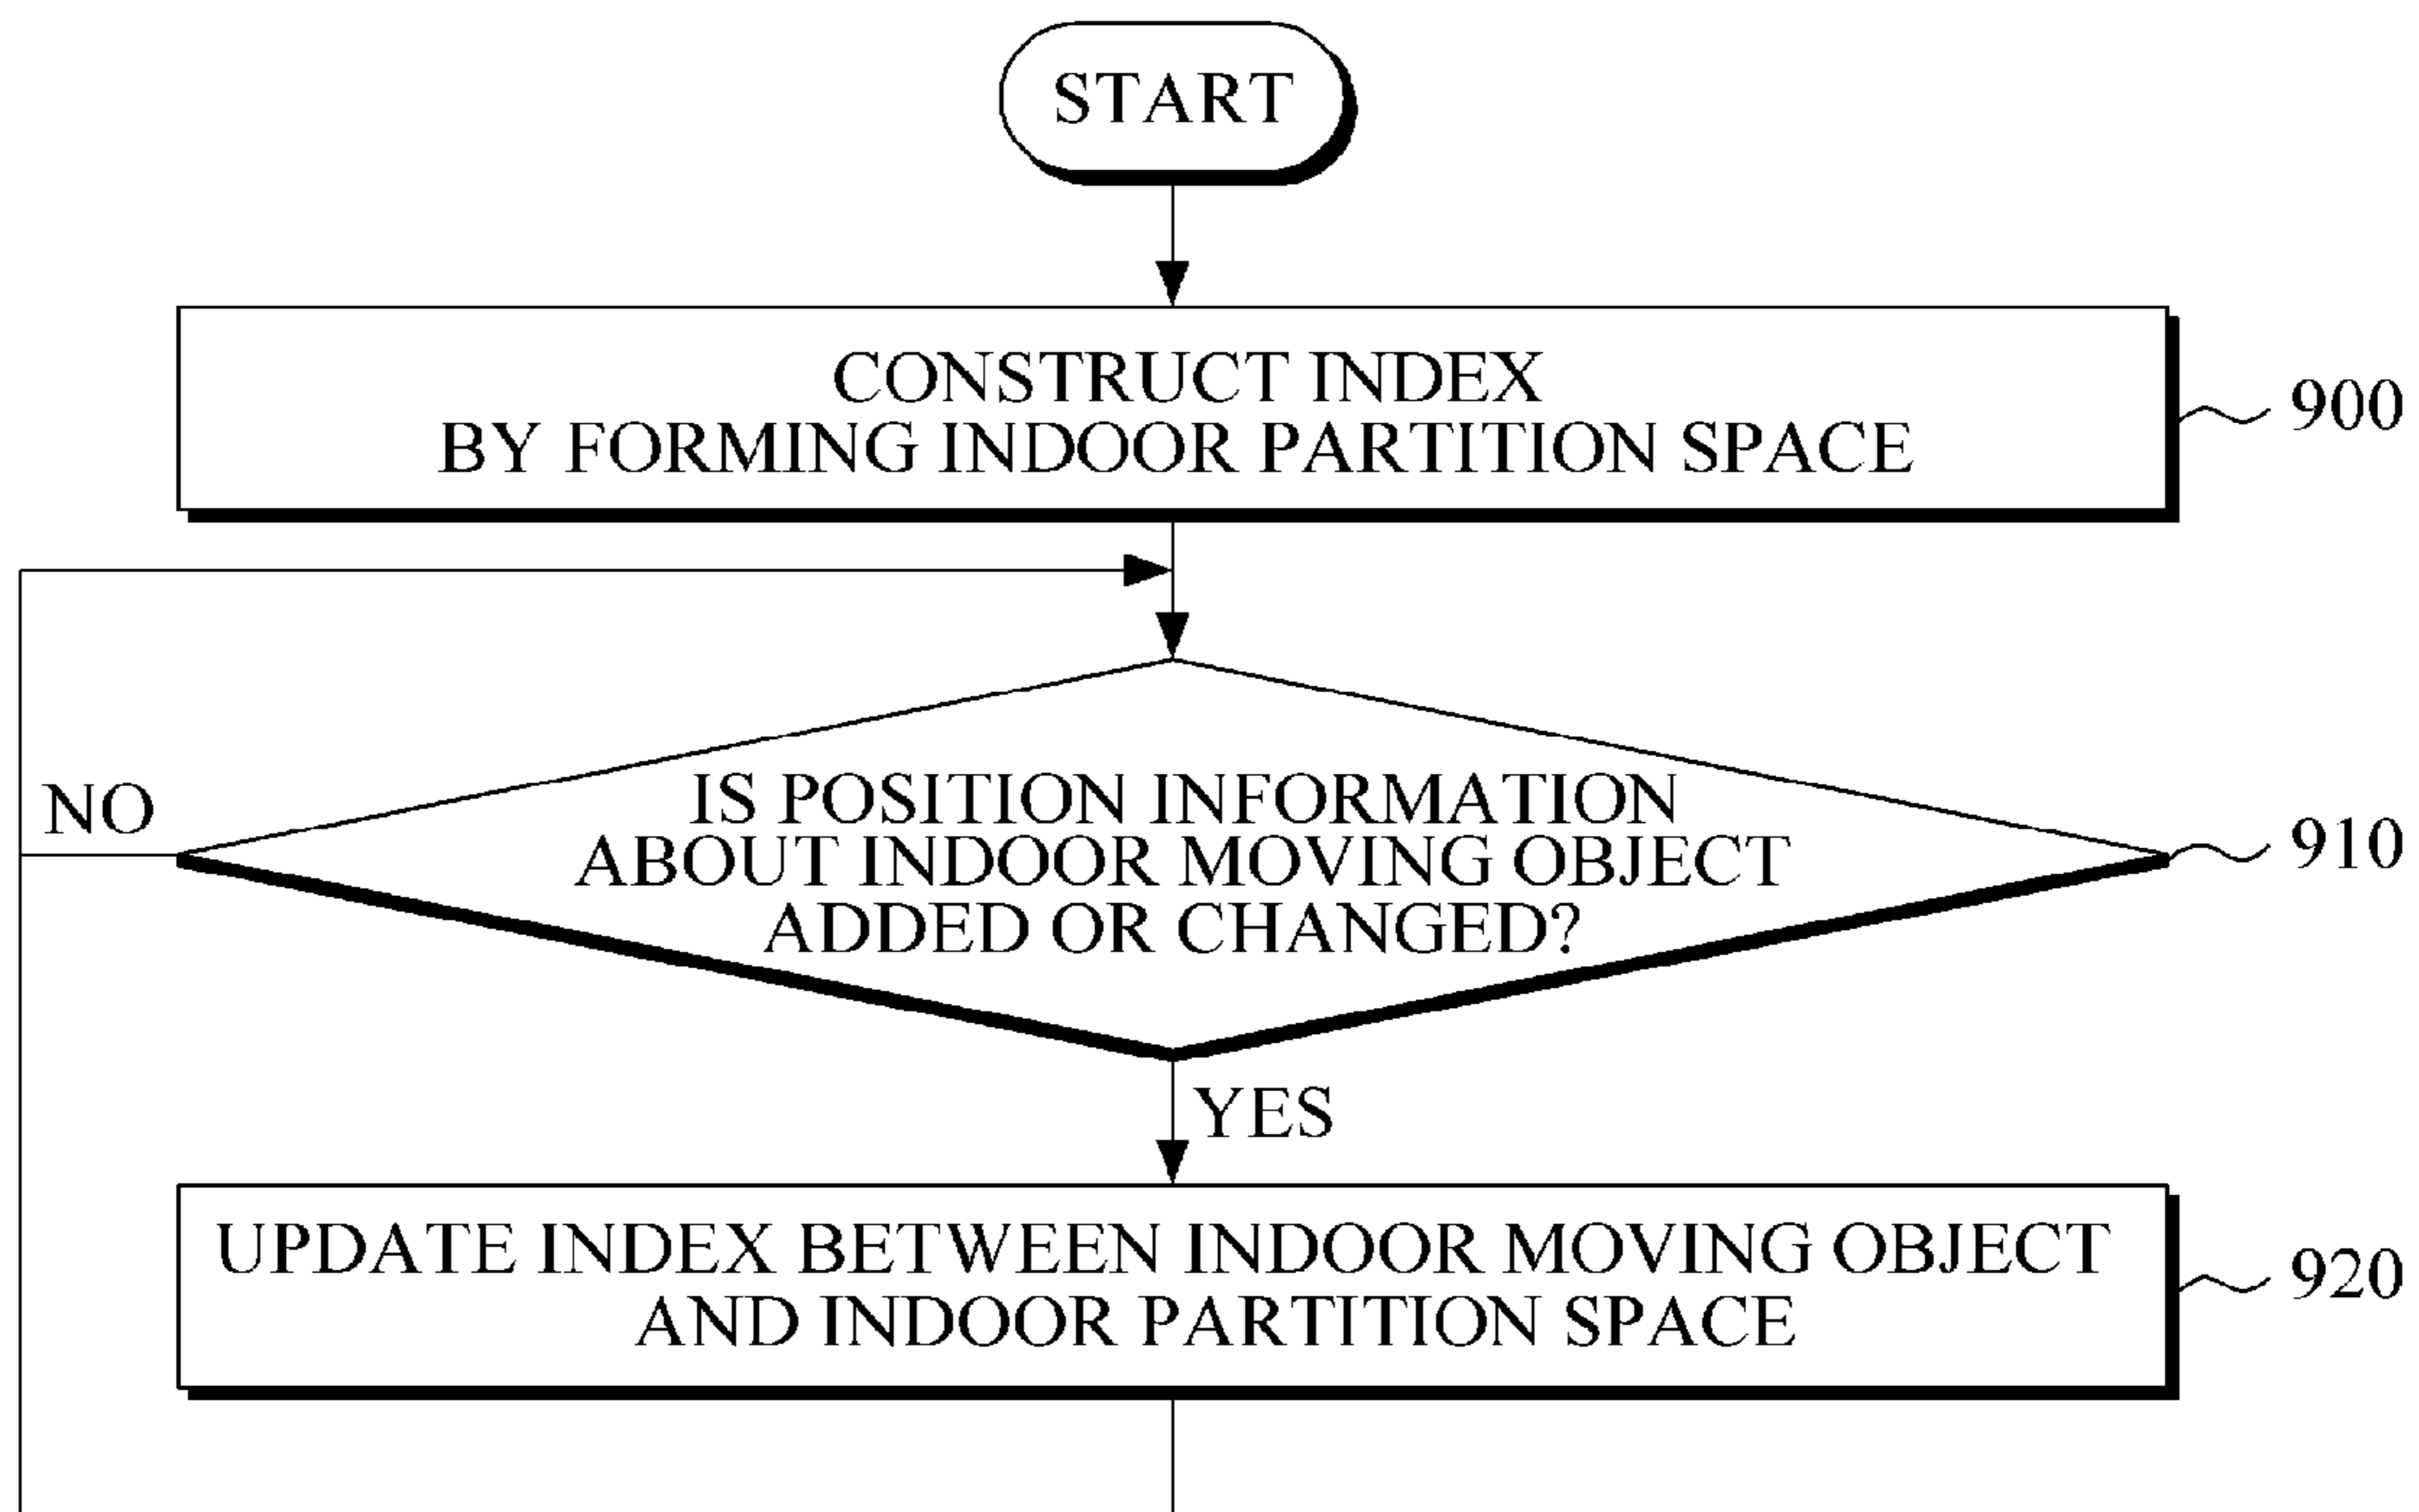 START
CONSTRUCT INDEX
BY FORMING INDOOR PARTITION SPACE
900
IS POSITION INFORMATION
ABOUT INDOOR MOVING OBJECT
ADDED OR CHANGED?
NO
910
YES
UPDATE INDEX BETWEEN INDOOR MOVING OBJECT
AND INDOOR PARTITION SPACE
920